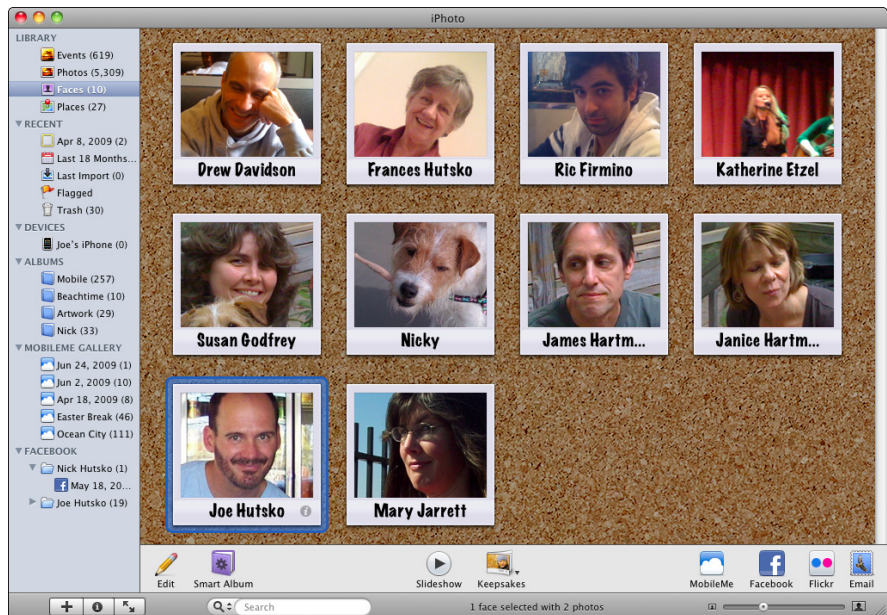 iPhoto
LIBRARY
Events (619)
Photos (5,309)
Faces (10)
Places (27)
RECENT
Apr 8, 2009 (2)
Last 18 Months...
Last Import (0)
Flagged
Trash (30)
DEVICES
Joe's iPhone (0)
ALBUMS
Mobile (257)
Beachtime (10)
Artwork (29)
Nick (33)
MOBILEME GALLERY
Jun 24, 2009 (1)
Jun 2, 2009 (10)
Apr 18, 2009 (8)
Easter Break (46)
Ocean City (111)
FACEBOOK
Nick Hutsko (1)
May 18, 20...
Joe Hutsko (19)
Drew Davidson
Frances Hutsko
Ric Firmino
Katherine Etzel
Susan Godfrey
Nicky
James Hartm...
Janice Hartm...
Joe Hutsko
Mary Jarrett
Edit
Smart Album
Slideshow
Keepsakes
MobileMe
Facebook
Flickr
Email
Search
1 face selected with 2 photos